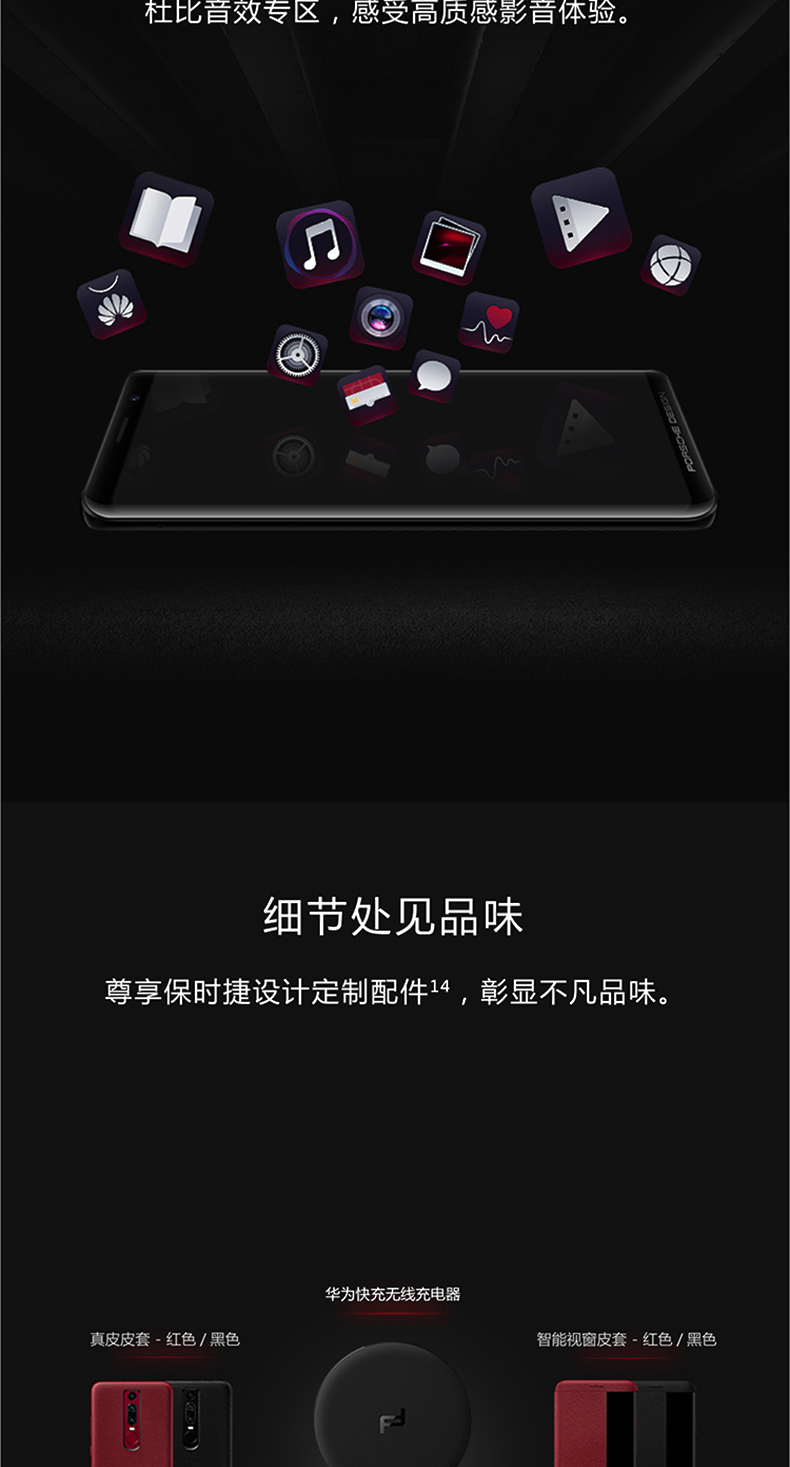 杜比音效专区，感受高质感影音体验。
PORSCHE DESIGN
细节处见品味
尊享保时捷设计定制配件14，彰显不凡品味。
华为快充无线充电器
真皮皮套 - 红色 / 黑色
智能视窗皮套 - 红色 / 黑色